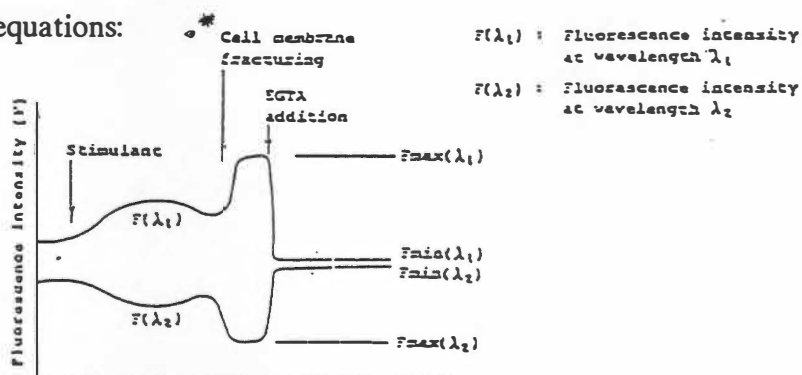 equations:
Cell membrane
fracturing
EGTA
addition
Stimulant
F(λ₁) : Fluorescence intensity
at wavelength λ₁
F(λ₂) : Fluorascence intensity
at wavelength λ₂
Fluorescence Intensity [F]
F(λ₁)
F(λ₂)
Fmax(λ₁)
Fmin(λ₁)
Fmin(λ₂)
Fmax(λ₂)